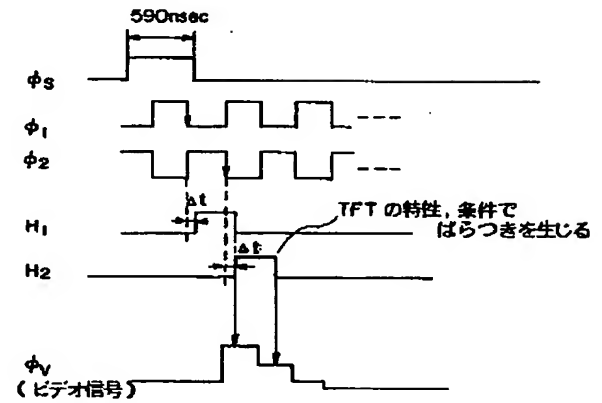 590nsec
φS
φ1
φ2
Δt
H1
TFT の特性,条件で
ばらつきを生じる
Δt
H2
φV
(ビデオ信号)